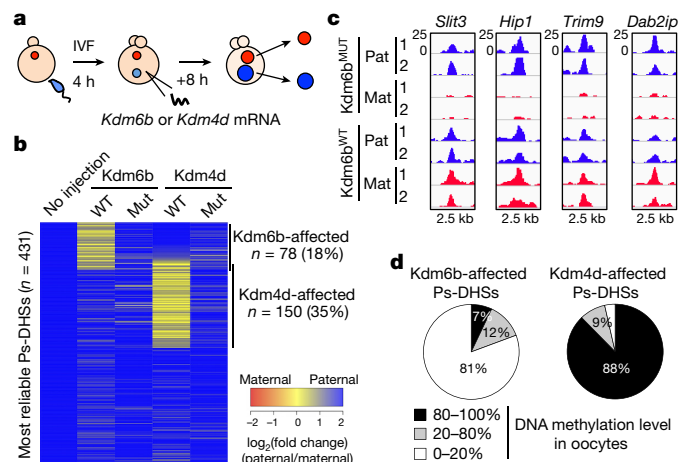 a
IVF
4 h
+8 h
Kdm6b or Kdm4d mRNA
b
No injection
Kdm6b
WT
Mut
Kdm4d
WT
Mut
Most reliable Ps-DHSs (n = 431)
Kdm6b-affected
n = 78 (18%)
Kdm4d-affected
n = 150 (35%)
Maternal Paternal
−2 −1 0 1 2
log2(fold change)
(paternal/maternal)
c
Slit3 Hip1 Trim9 Dab2ip
25
0
0
Kdm6bMUT
Pat 1
2
Mat 1
2
Kdm6bWT
Pat 1
2
Mat 1
2
2.5 kb 2.5 kb 2.5 kb 2.5 kb
d
Kdm6b-affected
Ps-DHSs
7%
12%
81%
Kdm4d-affected
Ps-DHSs
9%
88%
80–100%
20–80%
0–20%
DNA methylation level
in oocytes